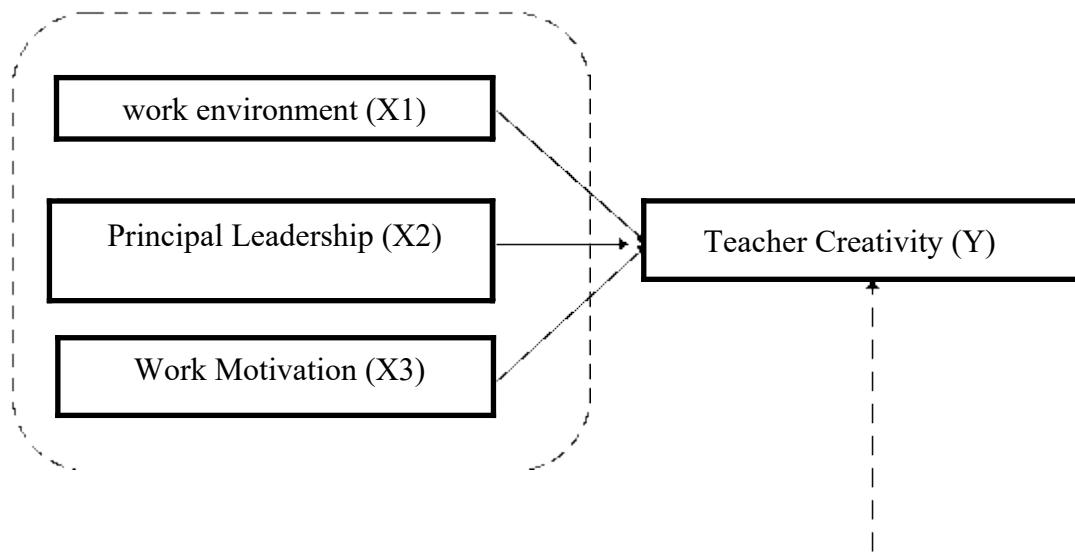 work environment (X1)
Principal Leadership (X2)
Teacher Creativity (Y)
Work Motivation (X3)